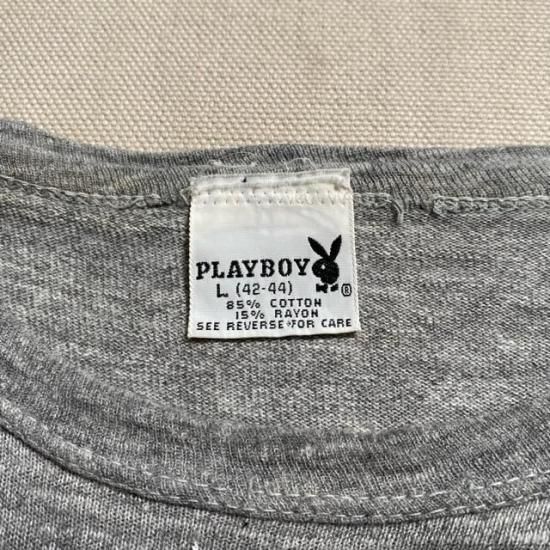 PLAYBOY
L (42-44) ®
85% COTTON
15% RAYON
SEE REVERSE FOR CARE